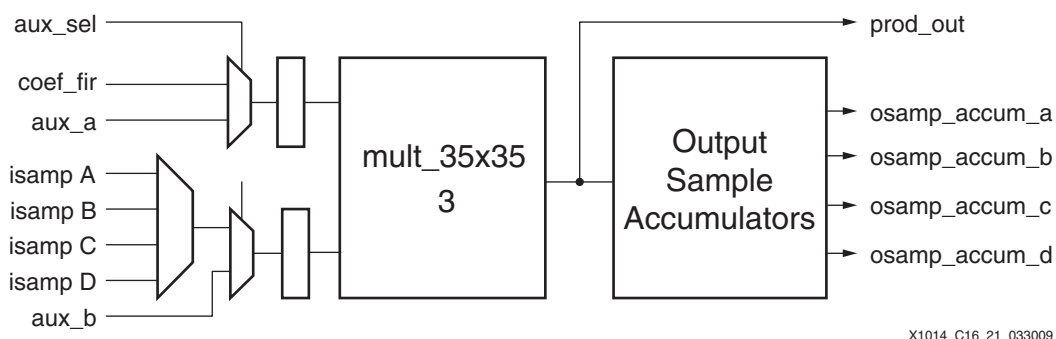 aux_sel
coef_fir
aux_a
isamp A
isamp B
isamp C
isamp D
aux_b
mult_35x35
3
Output
Sample
Accumulators
prod_out
osamp_accum_a
osamp_accum_b
osamp_accum_c
osamp_accum_d
X1014_C16_21_033009